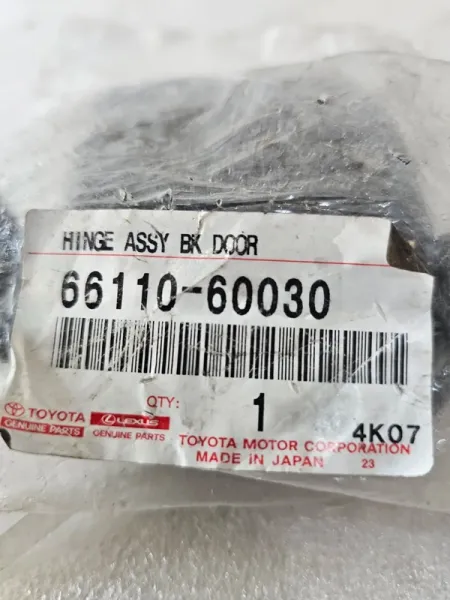 HINGE ASSY BK DOOR
66110-60030
QTY: 1 4K07
TOYOTA LEXUS
GENUINE PARTS GENUINE PARTS
TOYOTA MOTOR CORPORATION
MADE IN JAPAN 23